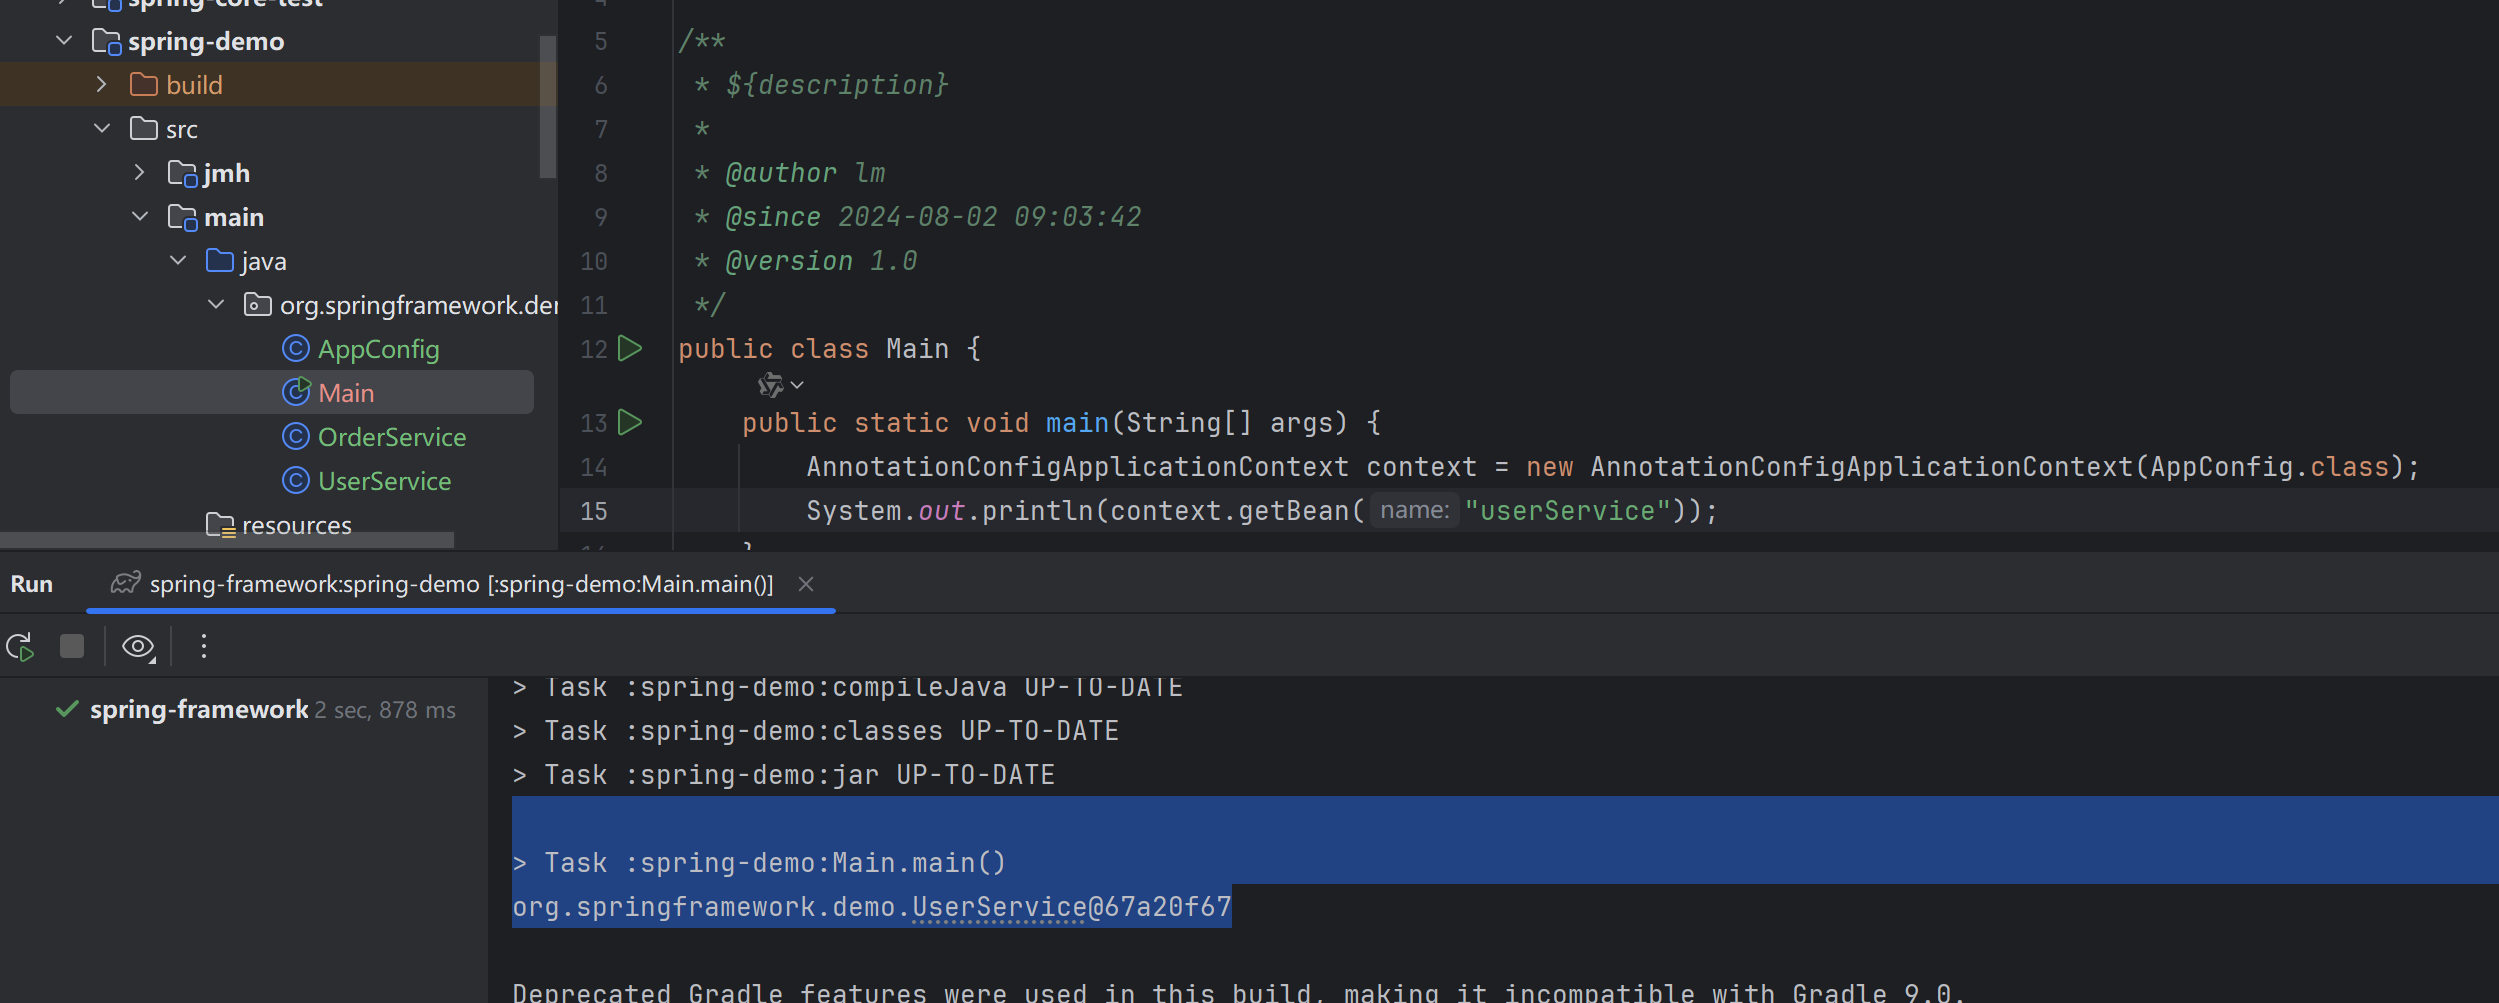 spring-core-test
spring-demo
build
src
jmh
main
java
org.springframework.der
AppConfig
Main
OrderService
UserService
resources
5 /**
6 * ${description}
7 *
8 * @author lm
9 * @since 2024-08-02 09:03:42
10 * @version 1.0
11 */
12 public class Main {
13 public static void main(String[] args) {
14 AnnotationConfigApplicationContext context = new AnnotationConfigApplicationContext(AppConfig.class);
15 System.out.println(context.getBean( name: "userService"));
}
Run spring-framework:spring-demo [:spring-demo:Main.main()]
spring-framework 2 sec, 878 ms
> Task :spring-demo:compileJava UP-TO-DATE
> Task :spring-demo:classes UP-TO-DATE
> Task :spring-demo:jar UP-TO-DATE
> Task :spring-demo:Main.main()
org.springframework.demo.UserService@67a20f67
Deprecated Gradle features were used in this build, making it incompatible with Gradle 9.0.